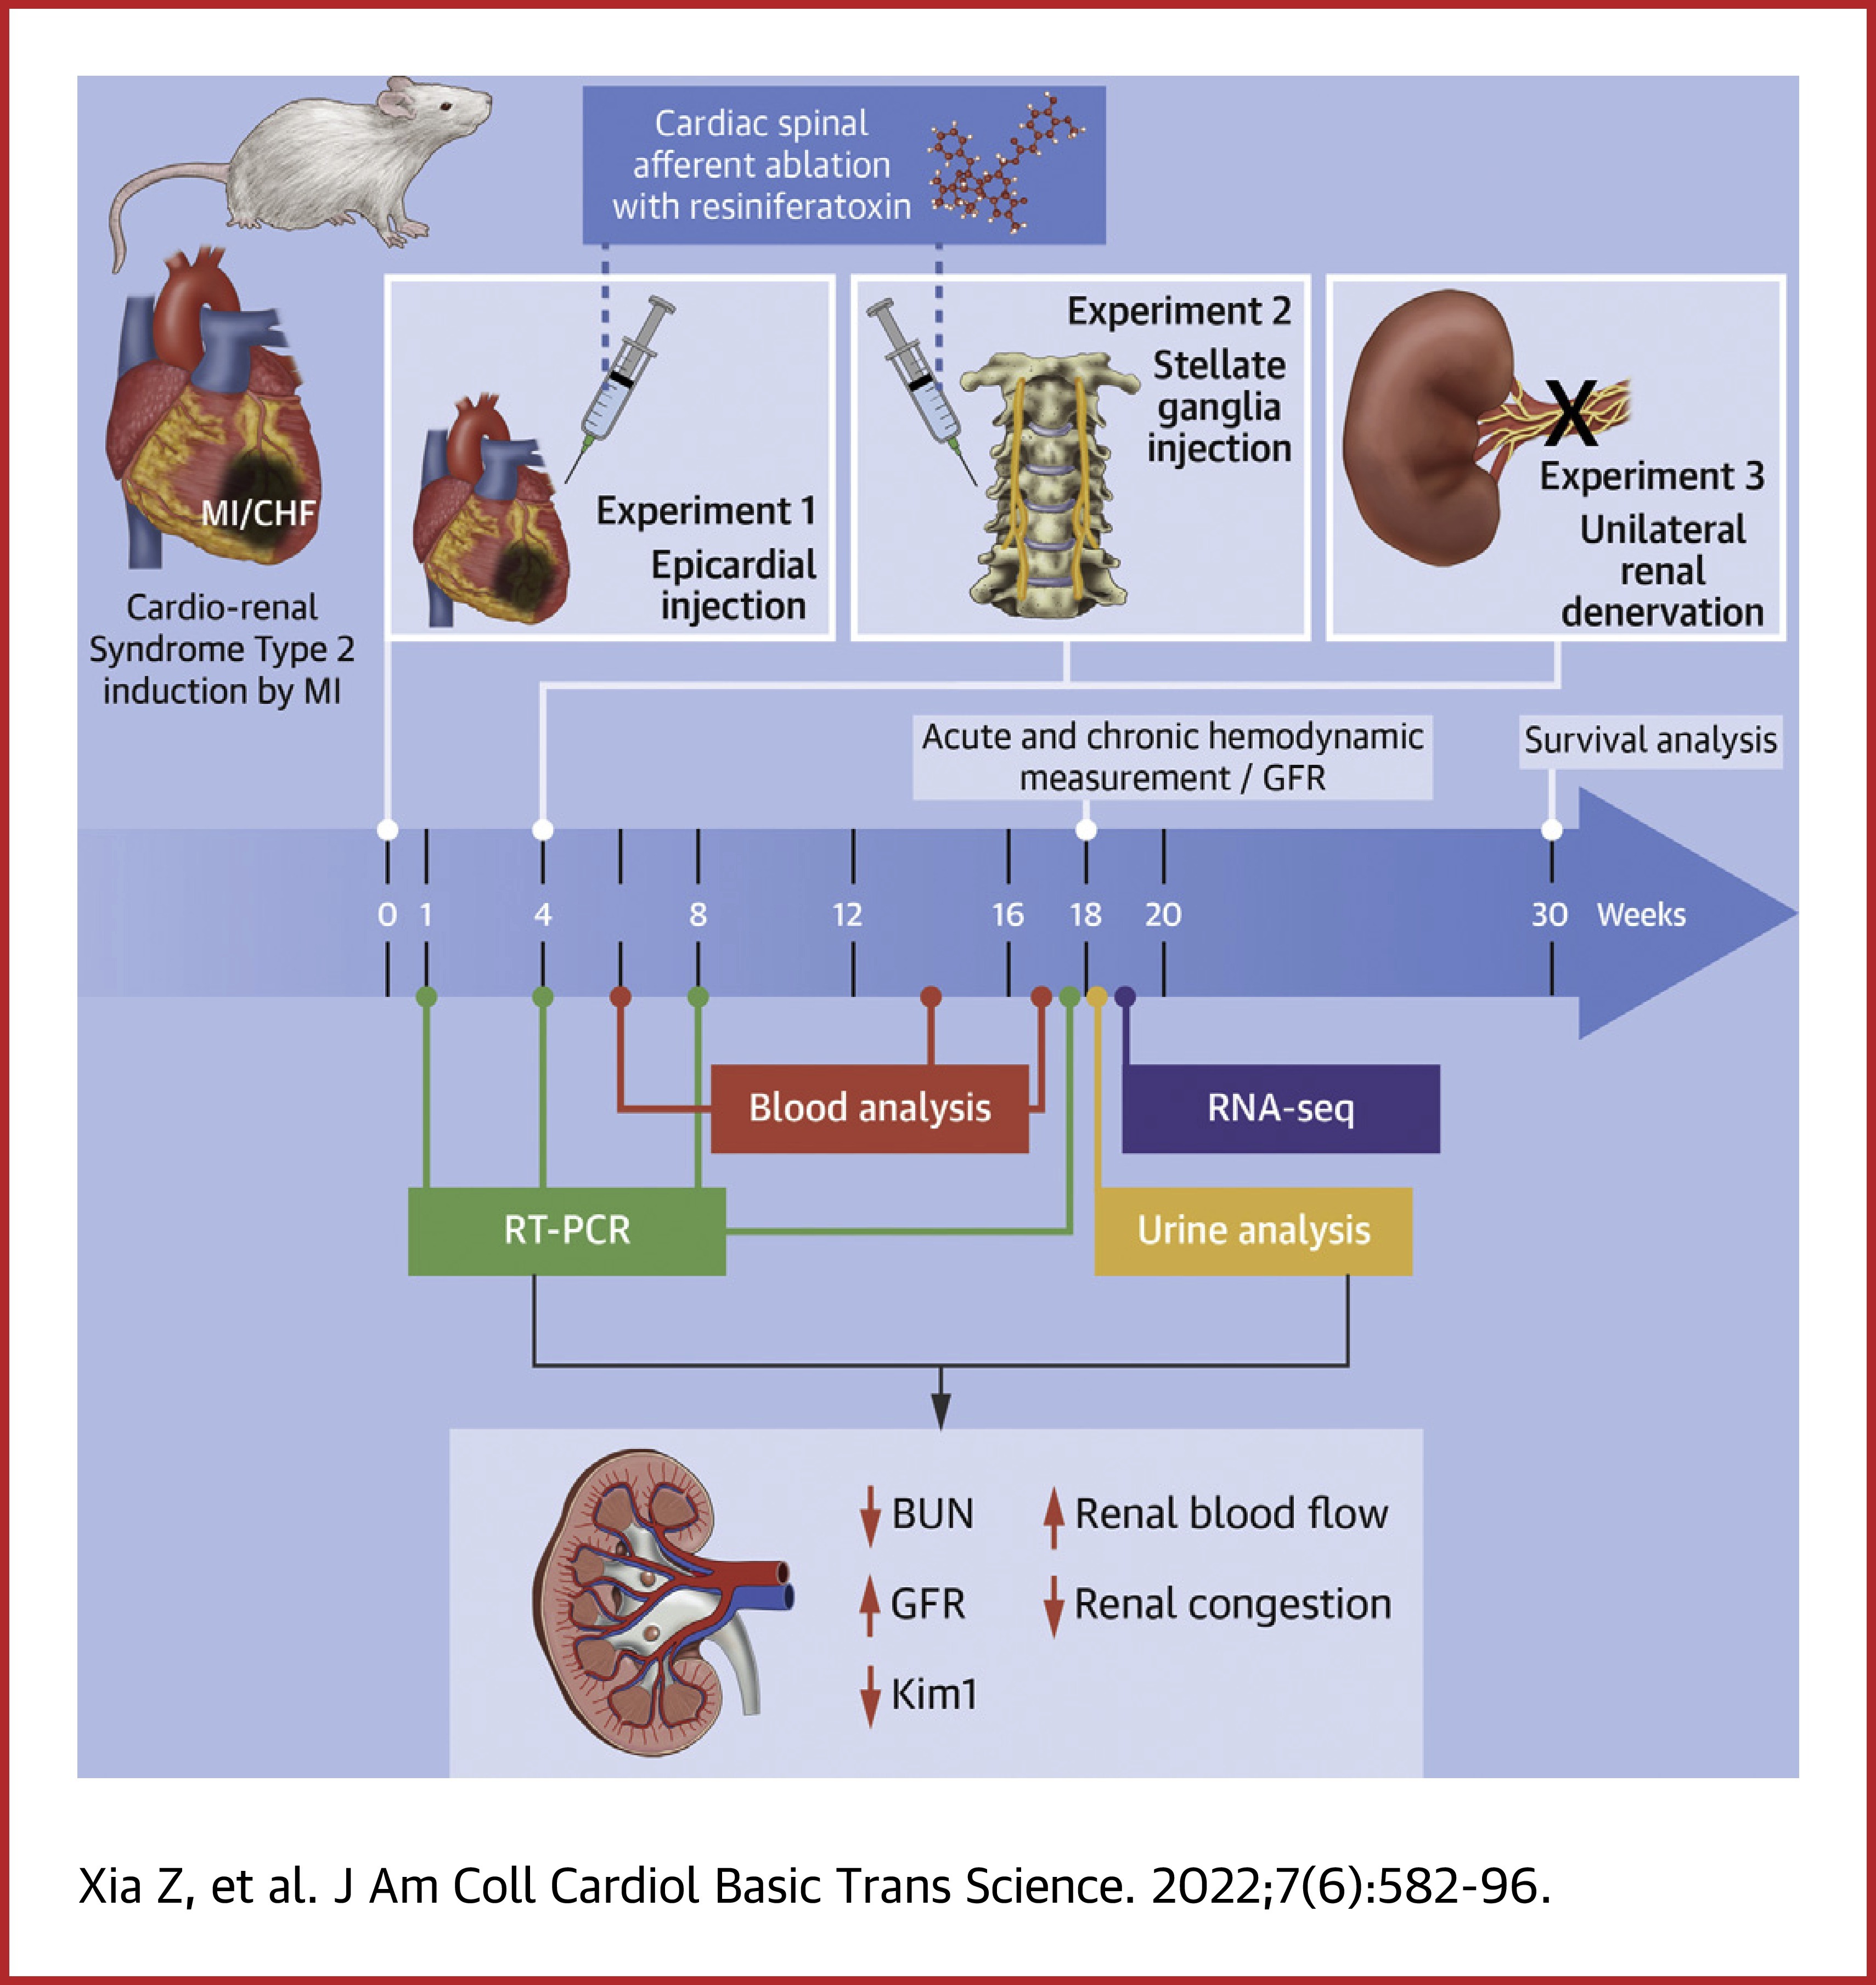 Cardiac spinal
afferent ablation
with resiniferatoxin
MI/CHF
Cardio-renal
Syndrome Type 2
induction by MI
Experiment 1
Epicardial
injection
Experiment 2
Stellate
ganglia
injection
X
Experiment 3
Unilateral
renal
denervation
Acute and chronic hemodynamic
measurement / GFR
Survival analysis
0 1 4 8 12 16 18 20 30 Weeks
Blood analysis
RNA-seq
RT-PCR
Urine analysis
BUN
GFR
Kim1
Renal blood flow
Renal congestion
Xia Z, et al. J Am Coll Cardiol Basic Trans Science. 2022;7(6):582-96.